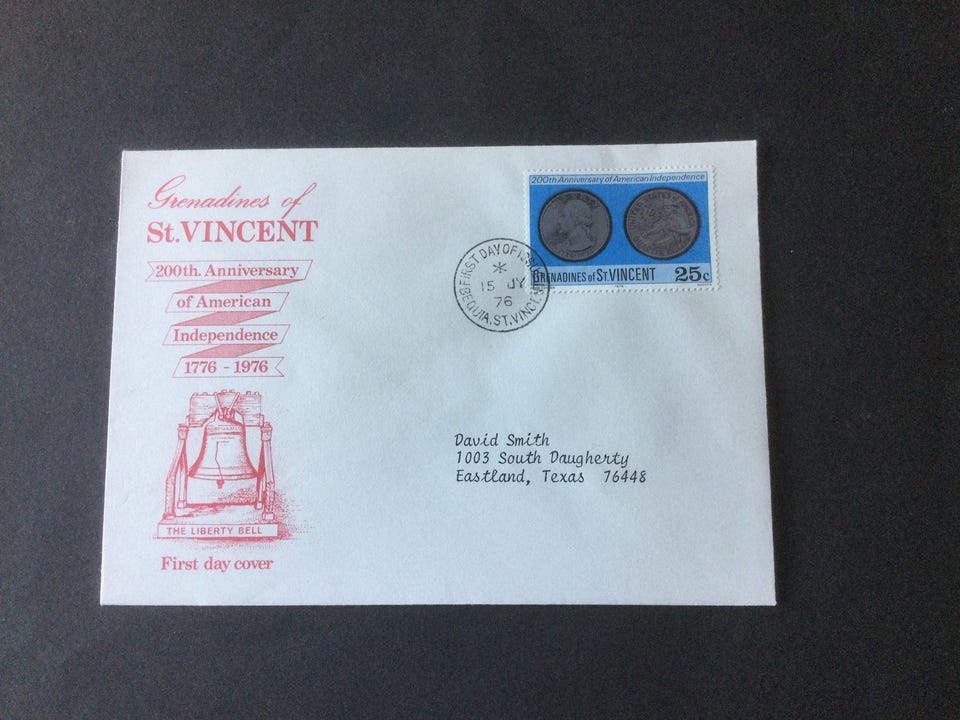 Grenadines of
St. VINCENT
200th. Anniversary
of American
Independence
1776 - 1976
THE LIBERTY BELL
First day cover
200th Anniversary of American Independence
GRENADINES of ST. VINCENT 25c
FIRST DAY OF
15 JY
76
BEQUIA, ST. VINCENT
David Smith
1003 South Daugherty
Eastland, Texas 76448